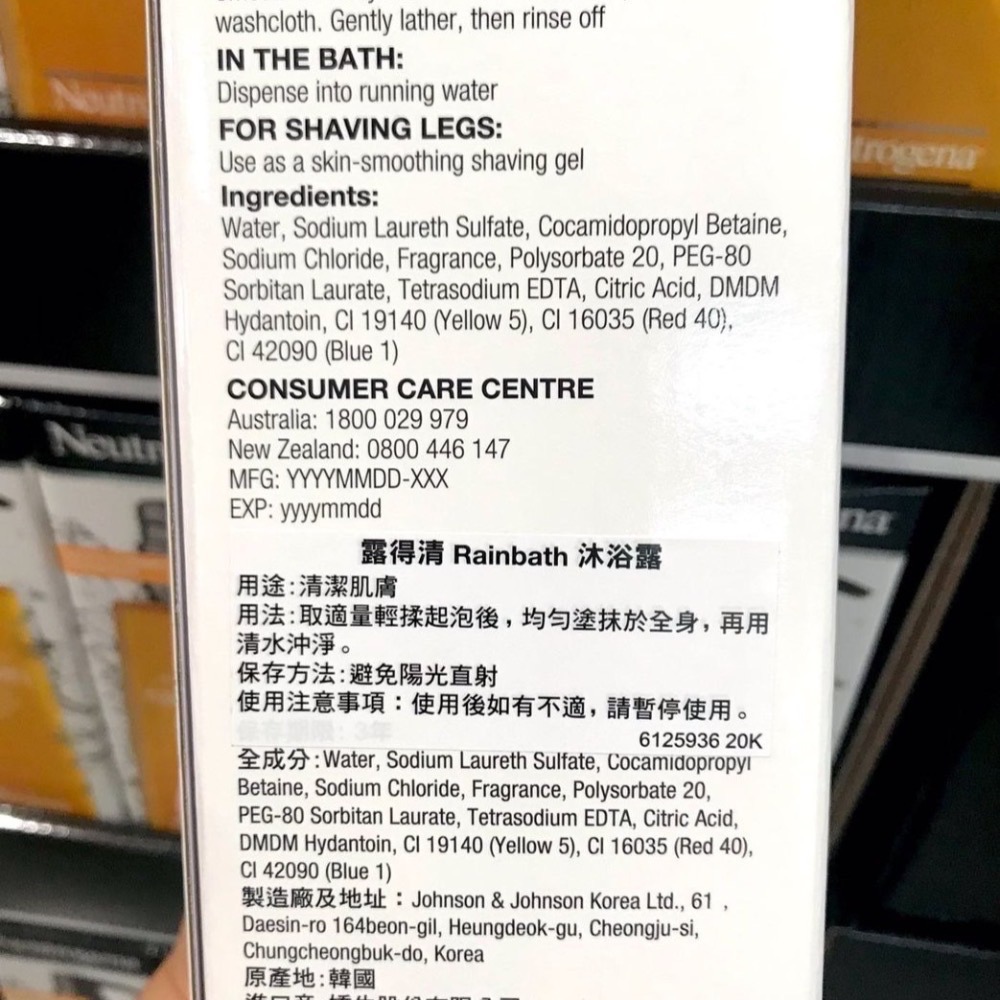 washcloth. Gently lather, then rinse off
IN THE BATH:
Dispense into running water
FOR SHAVING LEGS:
Use as a skin-smoothing shaving gel
Ingredients:
Water, Sodium Laureth Sulfate, Cocamidopropyl Betaine,
Sodium Chloride, Fragrance, Polysorbate 20, PEG-80
Sorbitan Laurate, Tetrasodium EDTA, Citric Acid, DMDM
Hydantoin, CI 19140 (Yellow 5), CI 16035 (Red 40),
CI 42090 (Blue 1)
CONSUMER CARE CENTRE
Australia: 1800 029 979
New Zealand: 0800 446 147
MFG: YYYYMMDD-XXX
EXP: yyyymmdd
露得清 Rainbath 沐浴露
用途:清潔肌膚
用法:取適量輕揉起泡後，均勻塗抹於全身，再用
清水沖淨。
保存方法:避免陽光直射
使用注意事項：使用後如有不適，請暫停使用。
保存期限: 3年
6125936 20K
全成分:Water, Sodium Laureth Sulfate, Cocamidopropyl
Betaine, Sodium Chloride, Fragrance, Polysorbate 20,
PEG-80 Sorbitan Laurate, Tetrasodium EDTA, Citric Acid,
DMDM Hydantoin, CI 19140 (Yellow 5), CI 16035 (Red 40),
CI 42090 (Blue 1)
製造廠及地址：Johnson & Johnson Korea Ltd., 61 ,
Daesin-ro 164beon-gil, Heungdeok-gu, Cheongju-si,
Chungcheongbuk-do, Korea
原產地:韓國
Neutr
trogena
Neutr
na